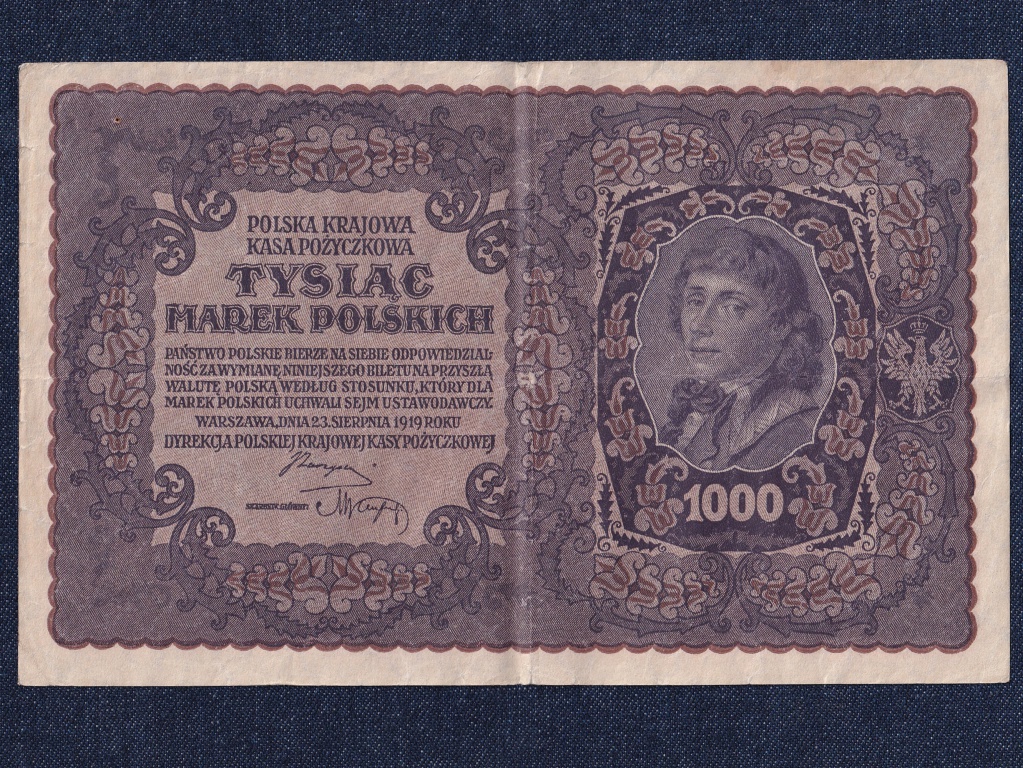 POLSKA KRAJOWA
KASA POŻYCZKOWA
TYSIĄC
MAREK POLSKICH
PAŃSTWO POLSKIE BIERZE NA SIEBIE ODPOWIEDZIAL
NOŚĆ ZA WYMIANĘ NINIEJSZEGO BILETU NA PRZYSZŁĄ
WALUTĘ POLSKĄ WEDŁUG STOSUNKU, KTÓRY DLA
MAREK POLSKICH UCHWALI SEJM USTAWODAWCZY.
WARSZAWA, DNIA 23. SIERPNIA 1919 ROKU
DYREKCJA POLSKIEJ KRAJOWEJ KASY POŻYCZKOWEJ
SKARBNIK GŁÓWNY:
1000